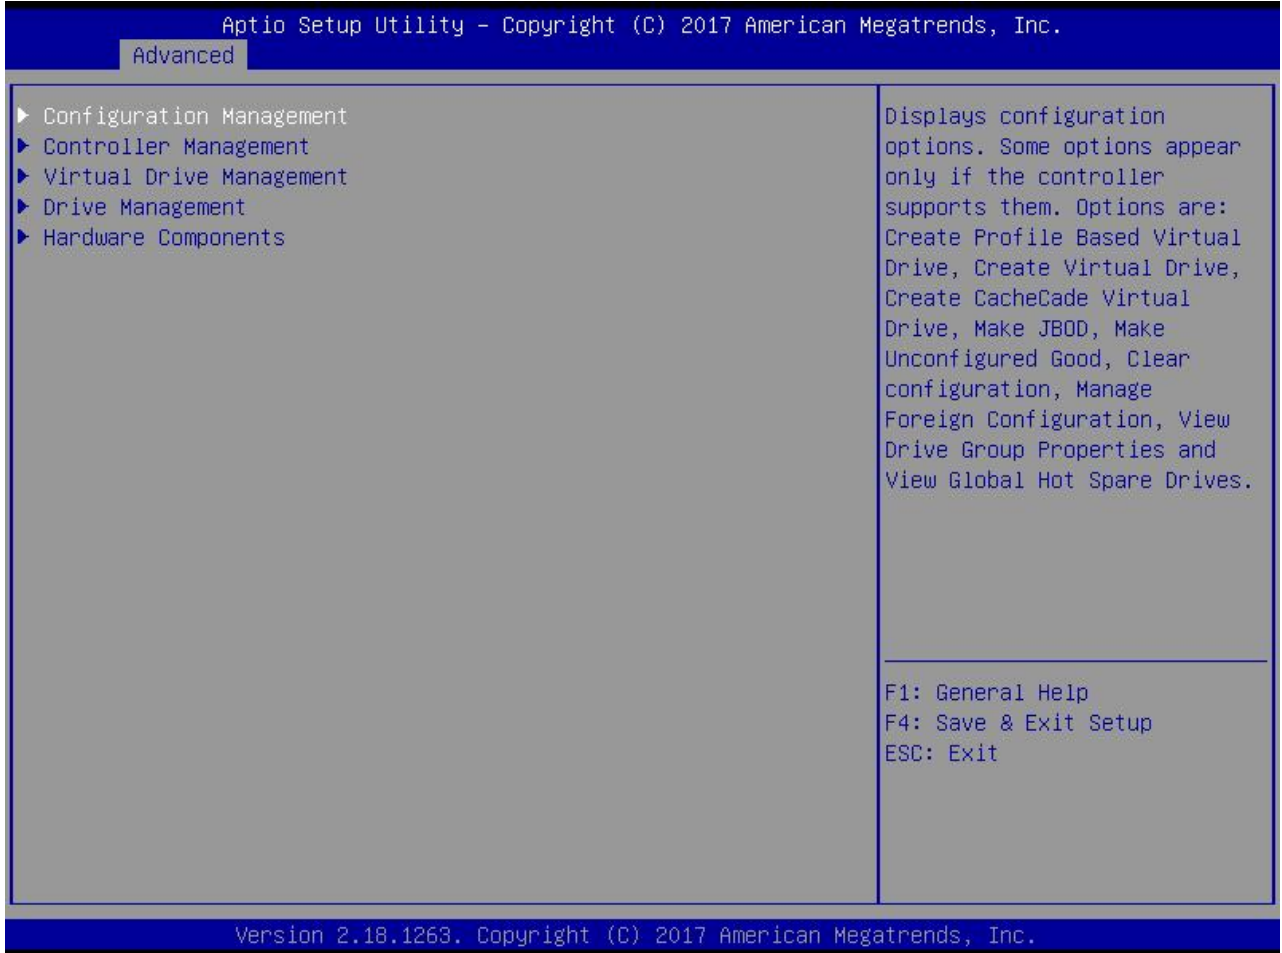 Aptio Setup Utility – Copyright (C) 2017 American Megatrends, Inc.
Advanced
Configuration Management
Controller Management
Virtual Drive Management
Drive Management
Hardware Components
Displays configuration
options. Some options appear
only if the controller
supports them. Options are:
Create Profile Based Virtual
Drive, Create Virtual Drive,
Create CacheCade Virtual
Drive, Make JBOD, Make
Unconfigured Good, Clear
configuration, Manage
Foreign Configuration, View
Drive Group Properties and
View Global Hot Spare Drives.
F1: General Help
F4: Save & Exit Setup
ESC: Exit
Version 2.18.1263. Copyright (C) 2017 American Megatrends, Inc.